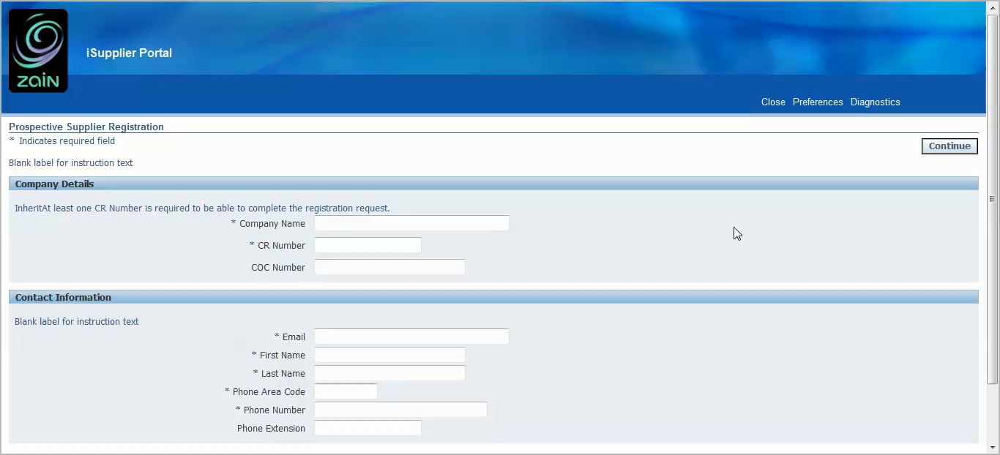 zain
iSupplier Portal
Close Preferences Diagnostics
Prospective Supplier Registration
* Indicates required field
Continue
Blank label for instruction text
Company Details
InheritAt least one CR Number is required to be able to complete the registration request.
* Company Name
* CR Number
COC Number
Contact Information
Blank label for instruction text
* Email
* First Name
* Last Name
* Phone Area Code
* Phone Number
Phone Extension